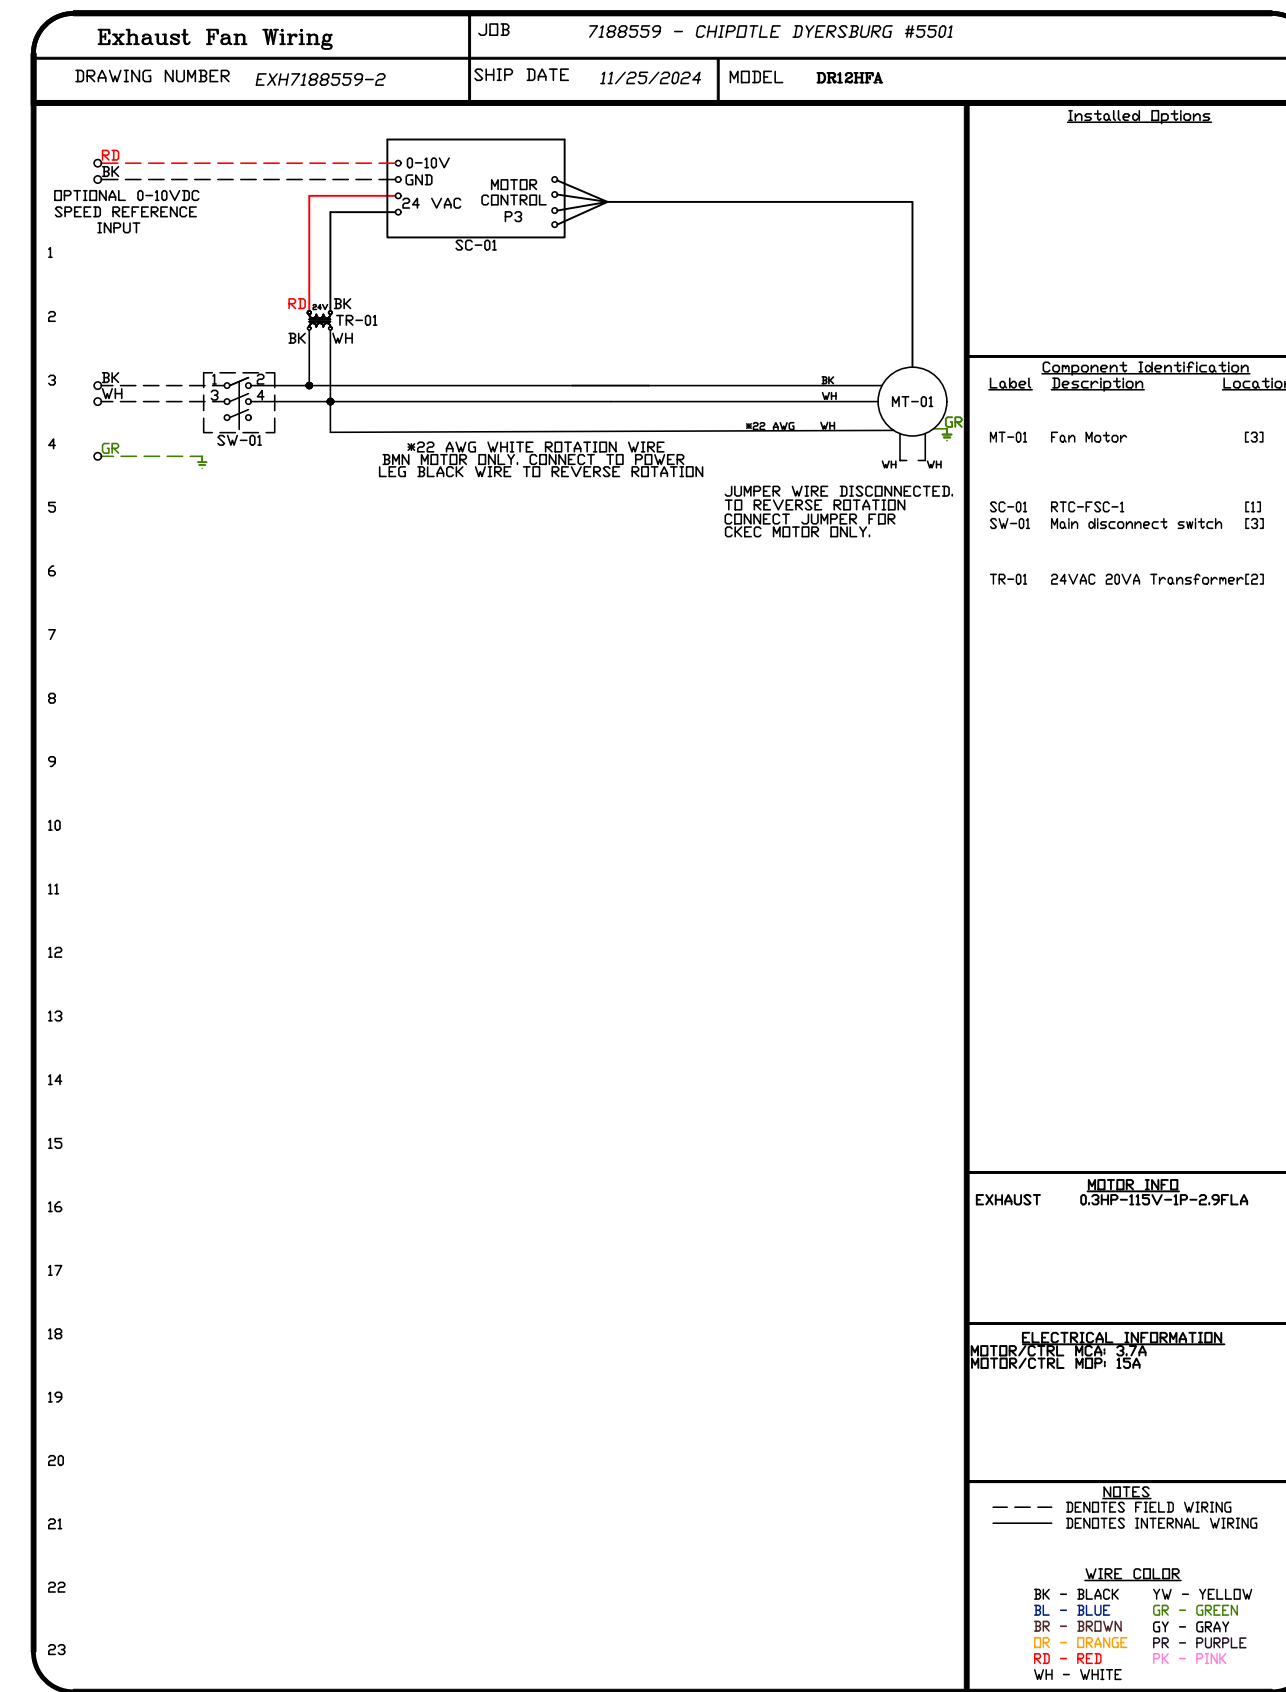 Exhaust Fan Wiring
JOB 7188559 - CHIPOTLE DYERSBURG #5501
DRAWING NUMBER EXH7188559-2
SHIP DATE 11/25/2024
MODEL DR12HFA
Installed Options
RD
BK
OPTIONAL 0-10VDC
SPEED REFERENCE
INPUT
0-10V
GND
24 VAC
MOTOR
CONTROL
P3
SC-01
1
RD 24V BK
2
TR-01
BK WH
3
BK
WH
1 2
3 4
SW-01
BK
WH
MT-01
*22 AWG WH
GR
WH WH
4
GR
*22 AWG WHITE ROTATION WIRE
BMN MOTOR ONLY. CONNECT TO POWER
LEG BLACK WIRE TO REVERSE ROTATION
JUMPER WIRE DISCONNECTED.
TO REVERSE ROTATION
CONNECT JUMPER FOR
CKEC MOTOR ONLY.
5
6
7
8
9
10
11
12
13
14
15
16
17
18
19
20
21
22
23
Component Identification
Label Description Location
MT-01 Fan Motor [3]
SC-01 RTC-FSC-1 [1]
SW-01 Main disconnect switch [3]
TR-01 24VAC 20VA Transformer[2]
MOTOR INFO
EXHAUST 0.3HP-115V-1P-2.9FLA
ELECTRICAL INFORMATION
MOTOR/CTRL MCA: 3.7A
MOTOR/CTRL MOP: 15A
NOTES
DENOTES FIELD WIRING
DENOTES INTERNAL WIRING
WIRE COLOR
BK - BLACK YW - YELLOW
BL - BLUE GR - GREEN
BR - BROWN GY - GRAY
OR - ORANGE PR - PURPLE
RD - RED PK - PINK
WH - WHITE